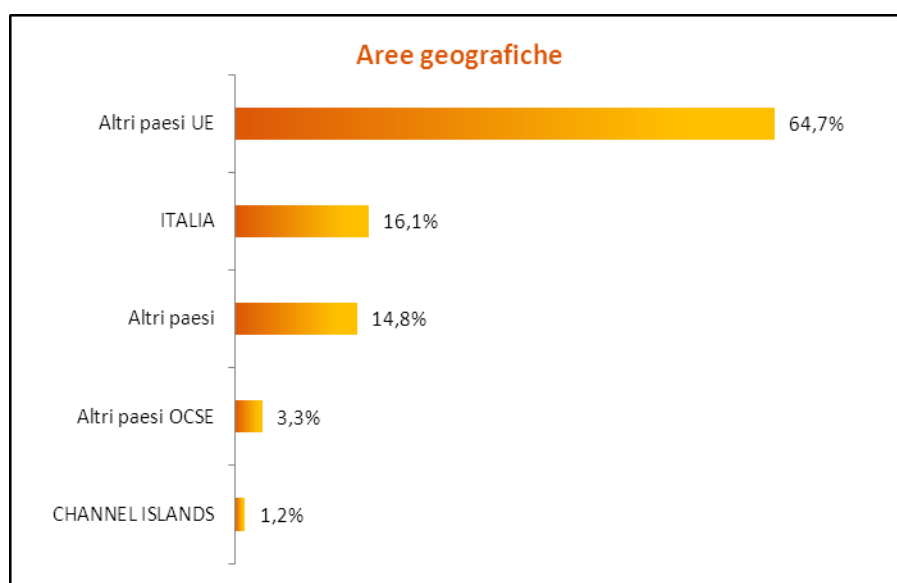 Aree geografiche
Altri paesi UE
64,7%
ITALIA
16,1%
Altri paesi
14,8%
Altri paesi OCSE
3,3%
CHANNEL ISLANDS
1,2%